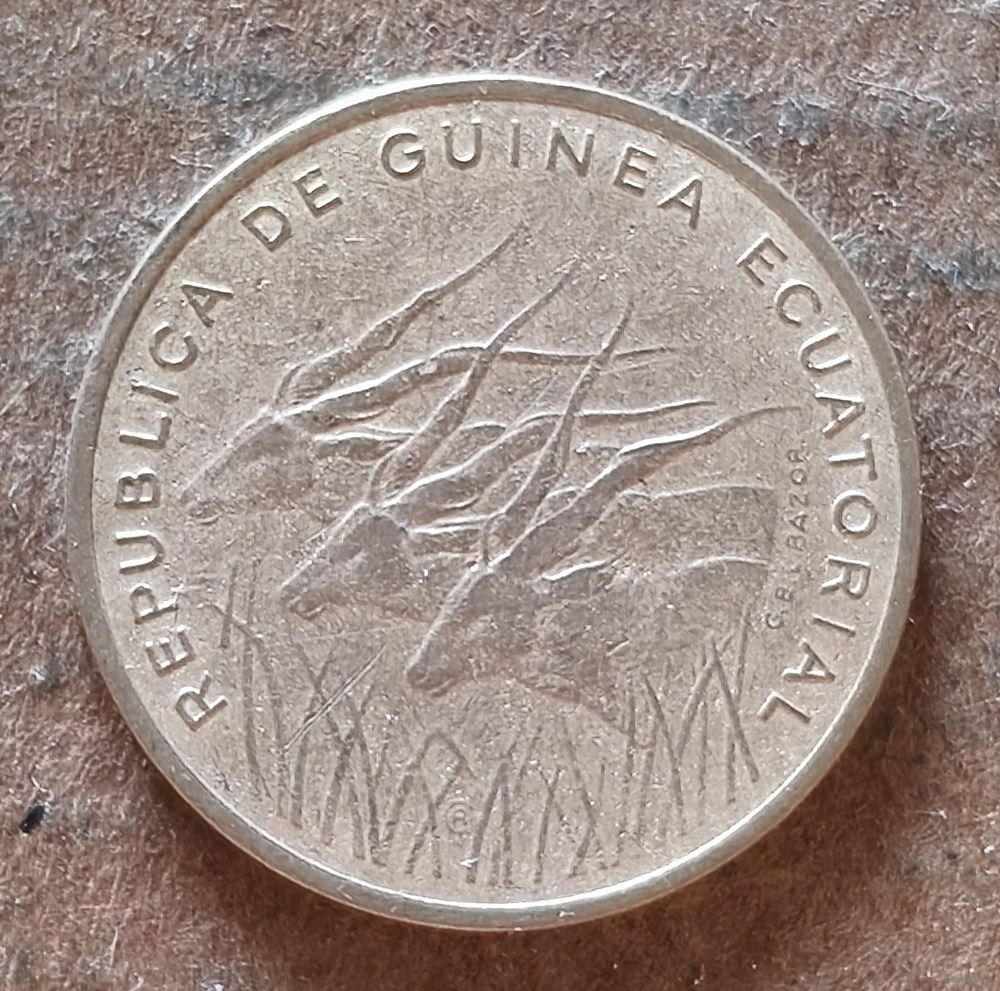 REPUBLICA DE GUINEA ECUATORIAL
G.B.L.BAZOR